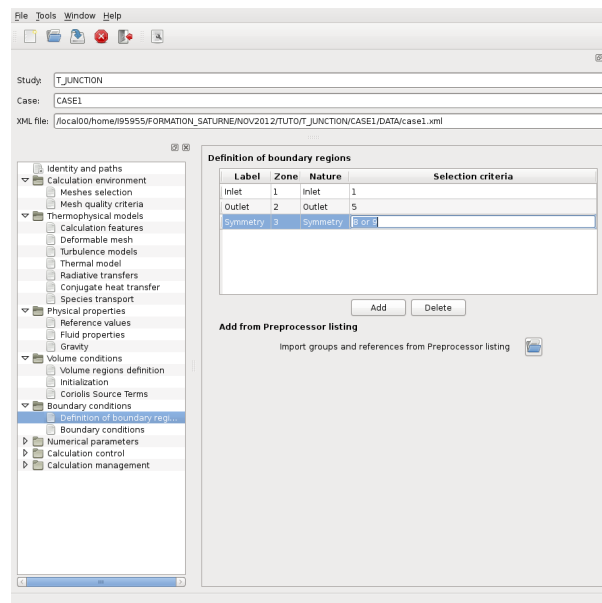 File Tools Window Help
Study: T_JUNCTION
Case: CASE1
XML file: /local00/home/I95955/FORMATION_SATURNE/NOV2012/TUTO/T_JUNCTION/CASE1/DATA/case1.xml
Identity and paths
Calculation environment
Meshes selection
Mesh quality criteria
Thermophysical models
Calculation features
Deformable mesh
Turbulence models
Thermal model
Radiative transfers
Conjugate heat transfer
Species transport
Physical properties
Reference values
Fluid properties
Gravity
Volume conditions
Volume regions definition
Initialization
Coriolis Source Terms
Boundary conditions
Definition of boundary regi...
Boundary conditions
Numerical parameters
Calculation control
Calculation management
Definition of boundary regions
Label Zone Nature Selection criteria
Inlet 1 Inlet 1
Outlet 2 Outlet 5
Symmetry 3 Symmetry 8 or 9
Add Delete
Add from Preprocessor listing
Import groups and references from Preprocessor listing